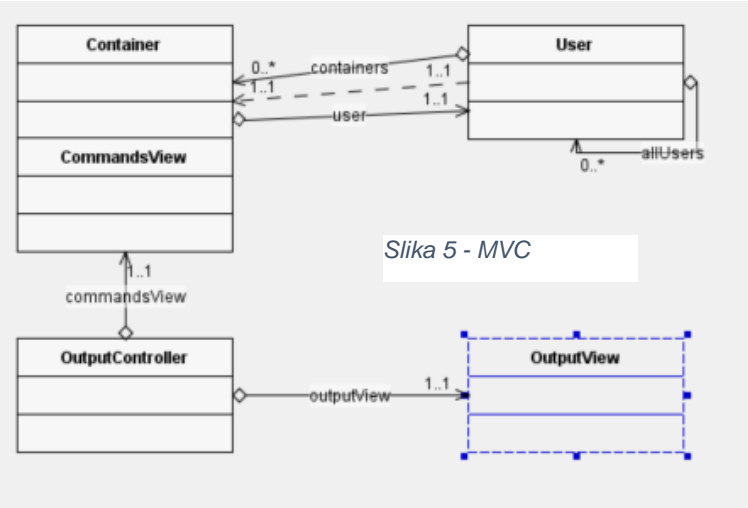 Container
User
0..*
containers
1..1
1..1
1..1
user
allUsers
0..*
CommandsView
Slika 5 - MVC
1..1
commandsView
OutputController
OutputView
outputView
1..1